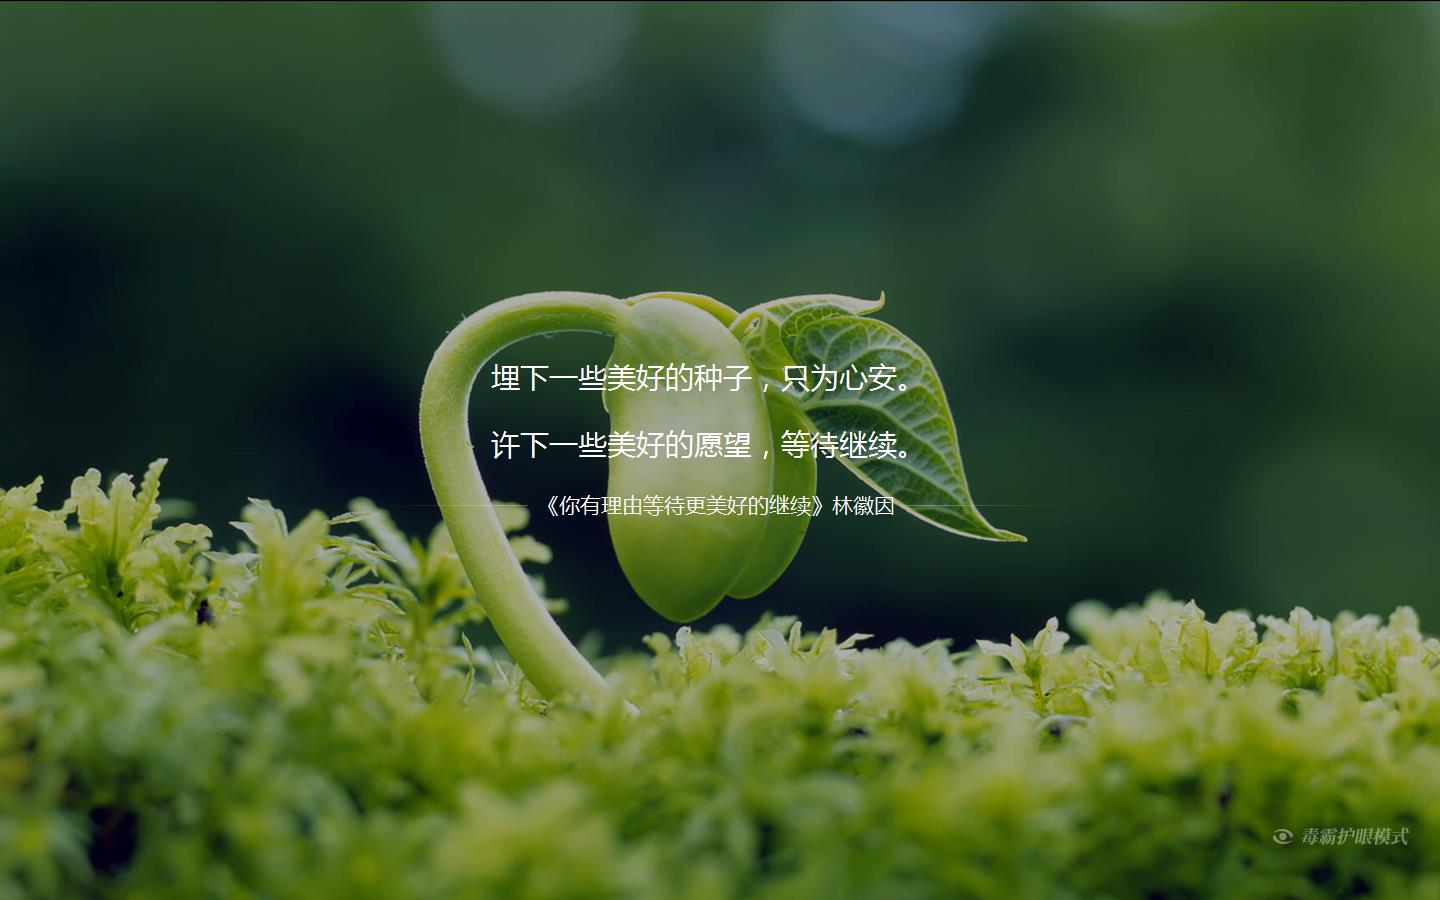 埋下一些美好的种子，只为心安。
许下一些美好的愿望，等待继续。
《你有理由等待更美好的继续》林徽因
毒霸护眼模式